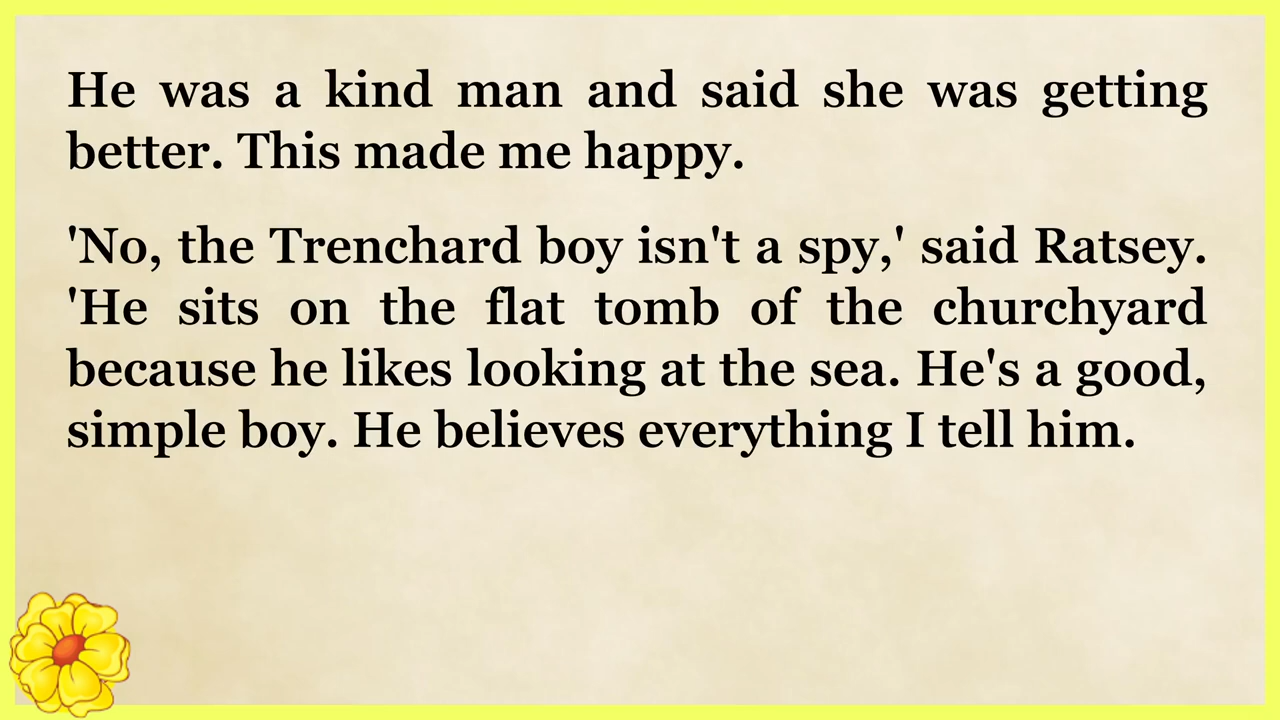 He was a kind man and said she was getting
better. This made me happy.
'No, the Trenchard boy isn't a spy,' said Ratsey.
'He sits on the flat tomb of the churchyard
because he likes looking at the sea. He's a good,
simple boy. He believes everything I tell him.